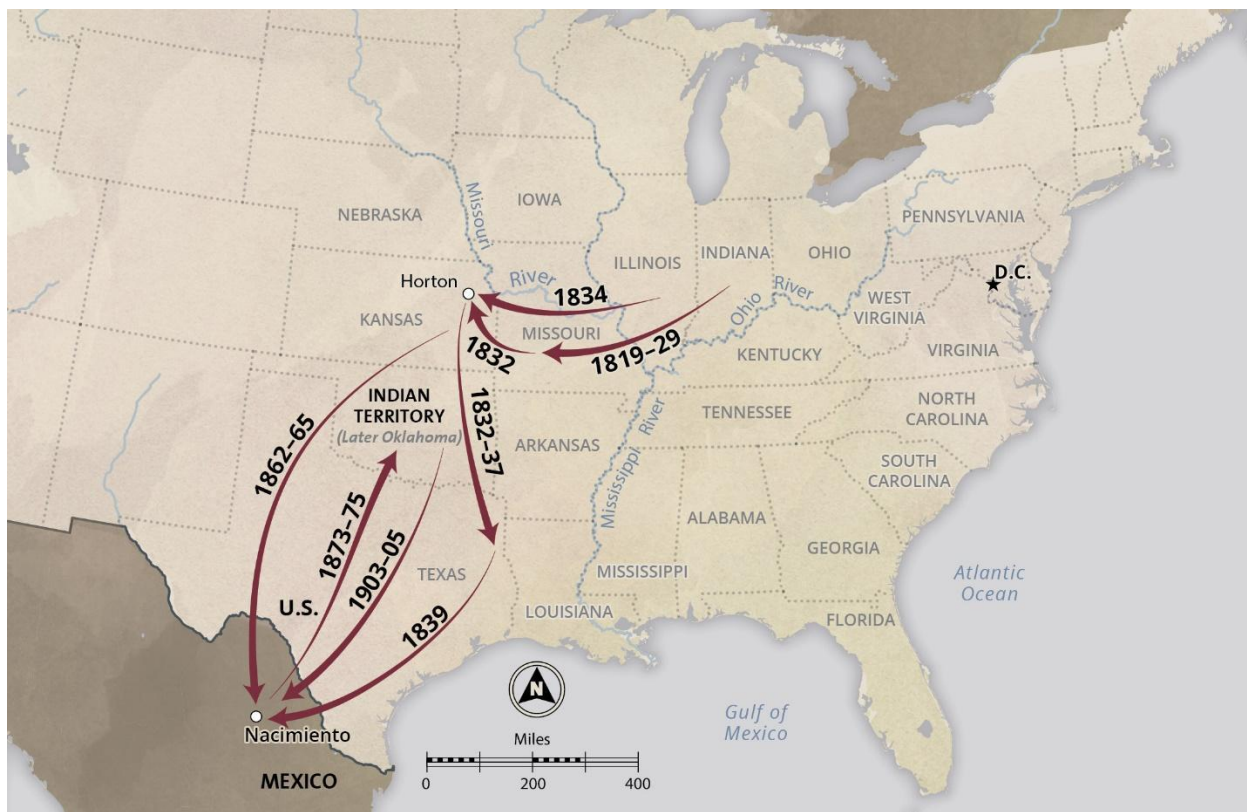 NEBRASKA
IOWA
Missouri
River
PENNSYLVANIA
ILLINOIS
INDIANA
OHIO
D.C.
Horton
1834
Ohio
River
WEST
VIRGINIA
KANSAS
MISSOURI
1832
1819–29
KENTUCKY
VIRGINIA
INDIAN
TERRITORY
(Later Oklahoma)
1832–37
TENNESSEE
NORTH
CAROLINA
1862–65
ARKANSAS
Mississippi
River
SOUTH
CAROLINA
ALABAMA
GEORGIA
1873–75
1903–05
TEXAS
MISSISSIPPI
Atlantic
Ocean
U.S.
1839
LOUISIANA
FLORIDA
N
Nacimiento
Gulf of
Mexico
MEXICO
Miles
0 200 400